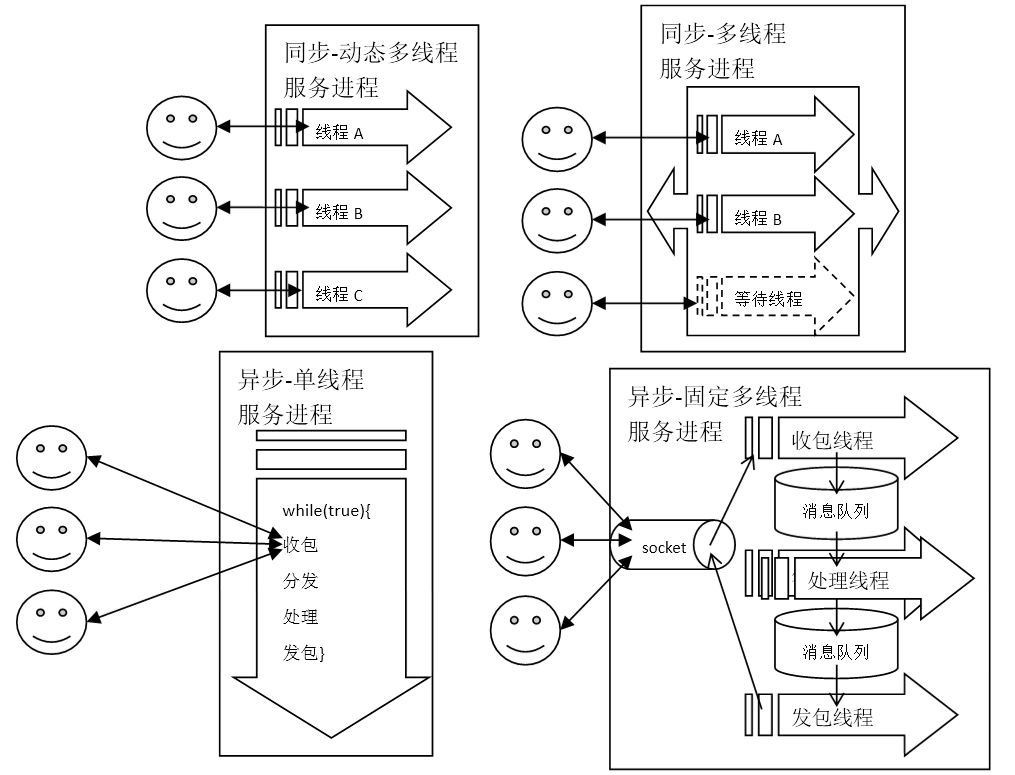 同步-动态多线程
服务进程
线程 A
线程 B
线程 C
同步-多线程
服务进程
线程 A
线程 B
等待线程
异步-单线程
服务进程
while(true){
收包
分发
处理
发包}
异步-固定多线程
服务进程
收包线程
消息队列
socket
处理线程
消息队列
发包线程